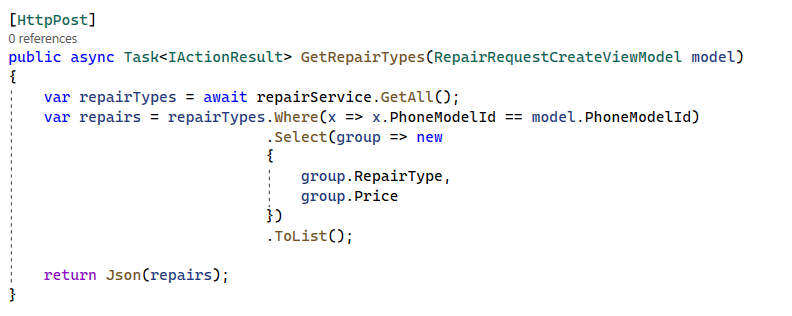 [HttpPost]
0 references
public async Task<IActionResult> GetRepairTypes(RepairRequestCreateViewModel model)
{
    var repairTypes = await repairService.GetAll();
    var repairs = repairTypes.Where(x => x.PhoneModelId == model.PhoneModelId)
                             .Select(group => new
                             {
                                 group.RepairType,
                                 group.Price
                             })
                             .ToList();

    return Json(repairs);
}